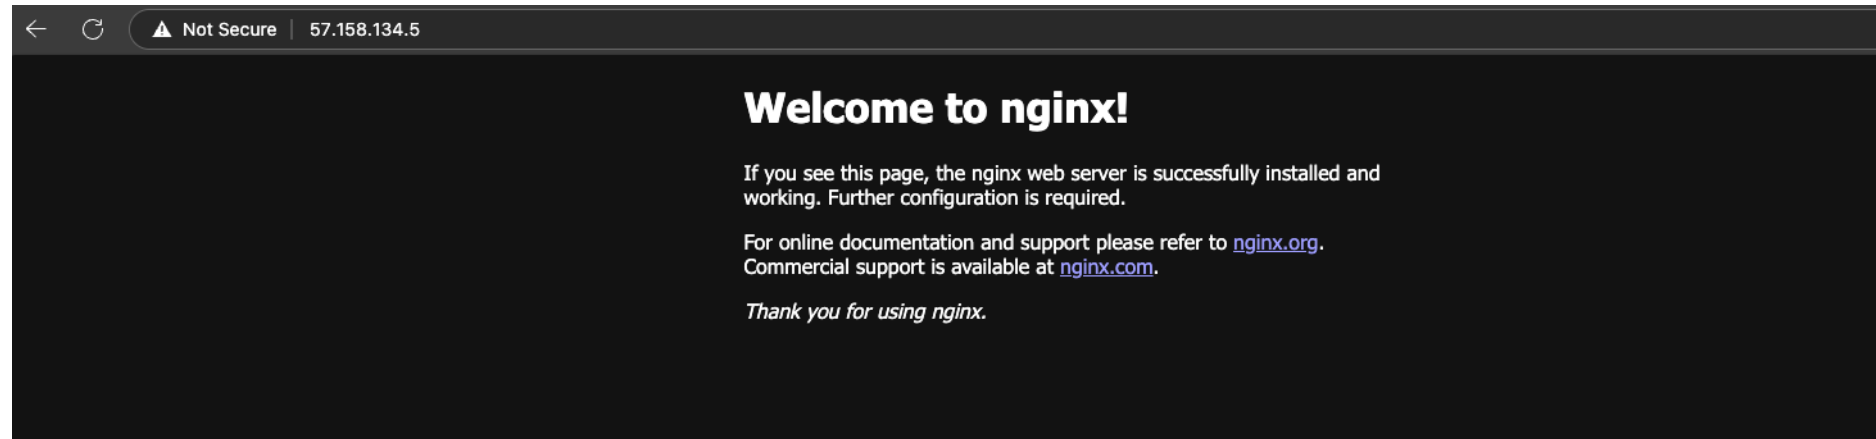 Not Secure 57.158.134.5
Welcome to nginx!
If you see this page, the nginx web server is successfully installed and
working. Further configuration is required.
For online documentation and support please refer to nginx.org.
Commercial support is available at nginx.com.
Thank you for using nginx.